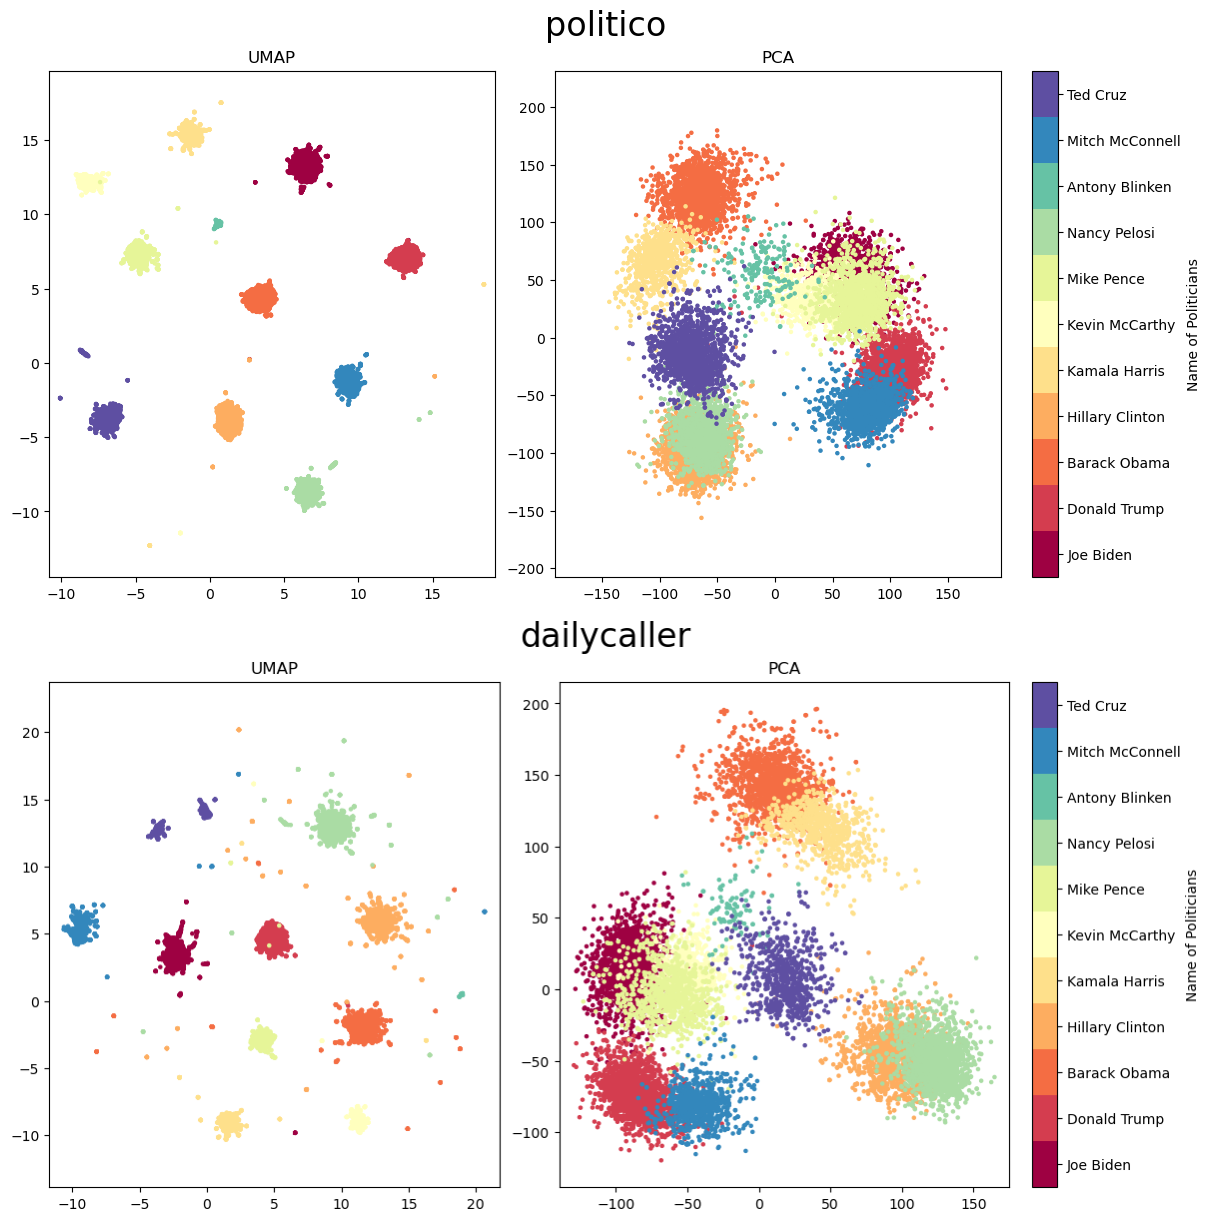 politico
UMAP
PCA
15
10
5
0
−5
−10
−10
−5
0
5
10
15
200
150
100
50
0
−50
−100
−150
−200
−150
−100
−50
0
50
100
150
Ted Cruz
Mitch McConnell
Antony Blinken
Nancy Pelosi
Mike Pence
Kevin McCarthy
Kamala Harris
Hillary Clinton
Barack Obama
Donald Trump
Joe Biden
Name of Politicians
dailycaller
UMAP
PCA
20
15
10
5
0
−5
−10
−10
−5
0
5
10
15
20
200
150
100
50
0
−50
−100
−100
−50
0
50
100
150
Ted Cruz
Mitch McConnell
Antony Blinken
Nancy Pelosi
Mike Pence
Kevin McCarthy
Kamala Harris
Hillary Clinton
Barack Obama
Donald Trump
Joe Biden
Name of Politicians